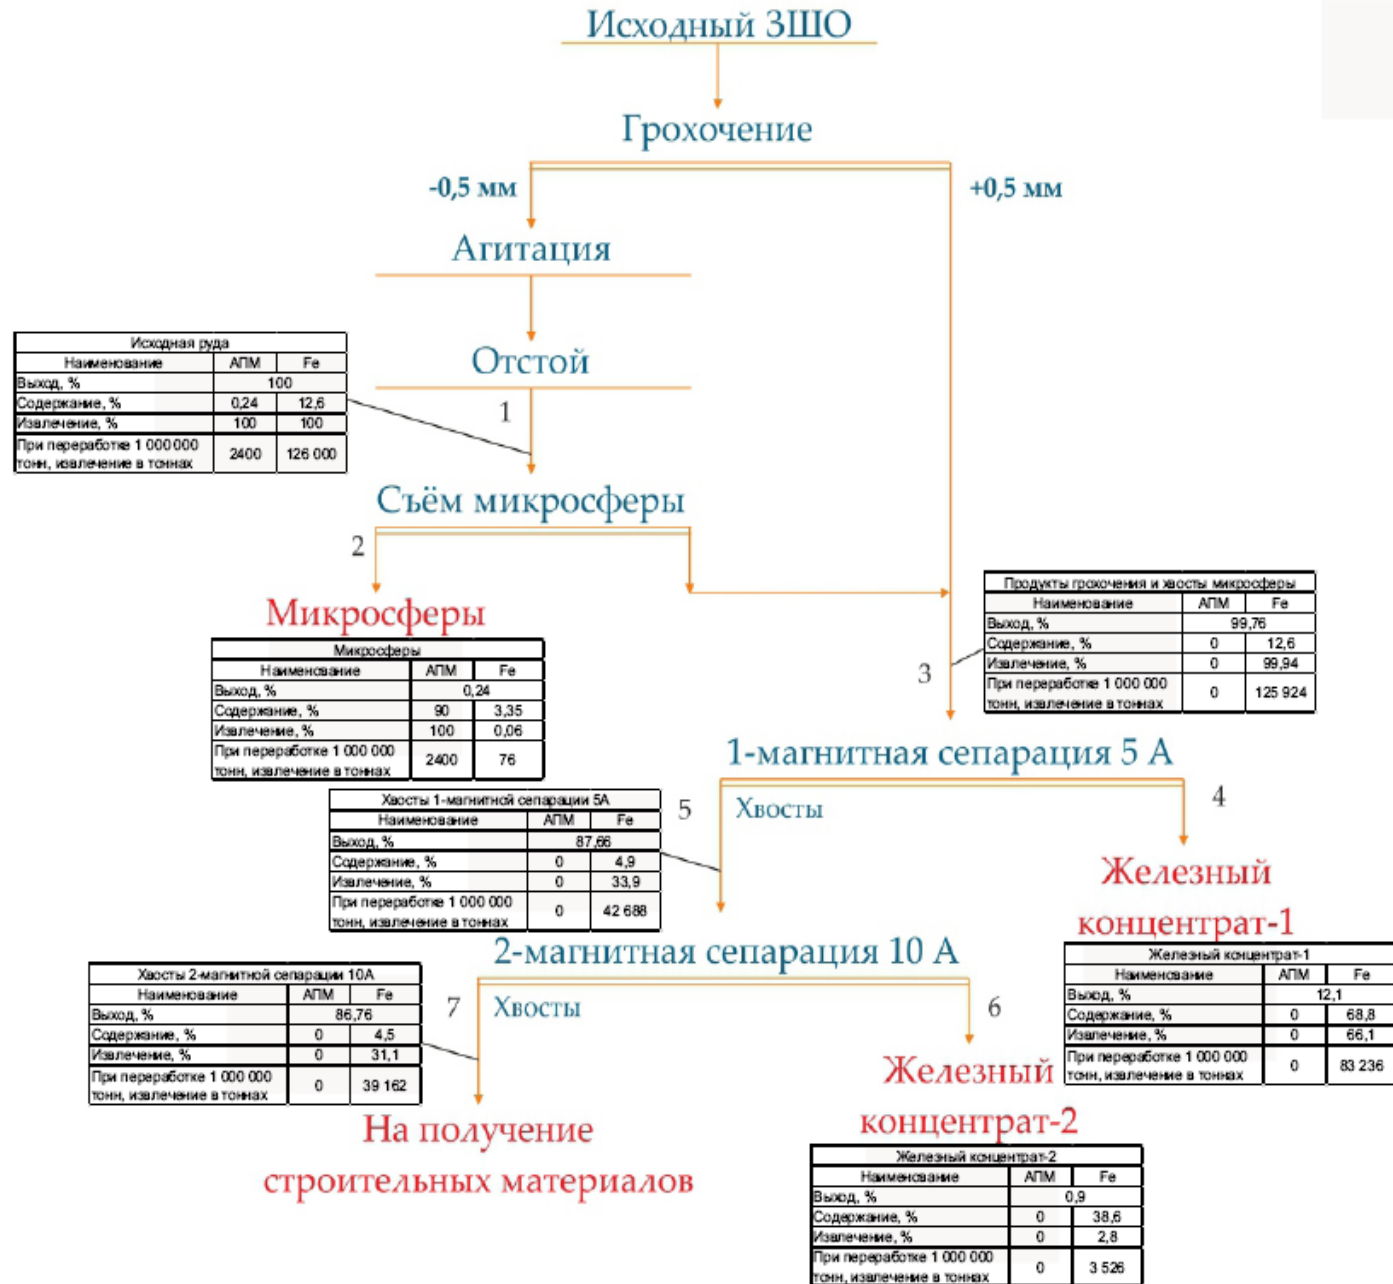 Исходный ЗШО
Грохочение
-0,5 мм
+0,5 мм
Агитация
Отстой
1
Исходная руда
Наименование АПМ Fe
Выход, % 100
Содержание, % 0,24 12,6
Извлечение, % 100 100
При переработке 1 000 000
тонн, извлечение в тоннах 2400 126 000
Съём микросферы
2
Микросферы
Микросферы
Наименование АПМ Fe
Выход, % 0,24
Содержание, % 90 3,35
Извлечение, % 100 0,06
При переработке 1 000 000
тонн, извлечение в тоннах 2400 76
3
Продукты грохочения и хвосты микросферы
Наименование АПМ Fe
Выход, % 99,76
Содержание, % 0 12,6
Извлечение, % 0 99,94
При переработке 1 000 000
тонн, извлечение в тоннах 0 125 924
1-магнитная сепарация 5 А
5
Хвосты
4
Хвосты 1-магнитной сепарации 5А
Наименование АПМ Fe
Выход, % 87,66
Содержание, % 0 4,9
Извлечение, % 0 33,9
При переработке 1 000 000
тонн, извлечение в тоннах 0 42 688
Железный
концентрат-1
Железный концентрат-1
Наименование АПМ Fe
Выход, % 12,1
Содержание, % 0 68,8
Извлечение, % 0 66,1
При переработке 1 000 000
тонн, извлечение в тоннах 0 83 236
2-магнитная сепарация 10 А
7
Хвосты
6
Хвосты 2-магнитной сепарации 10А
Наименование АПМ Fe
Выход, % 86,76
Содержание, % 0 4,5
Извлечение, % 0 31,1
При переработке 1 000 000
тонн, извлечение в тоннах 0 39 162
На получение
строительных материалов
Железный
концентрат-2
Железный концентрат-2
Наименование АПМ Fe
Выход, % 0,9
Содержание, % 0 38,6
Извлечение, % 0 2,8
При переработке 1 000 000
тонн, извлечение в тоннах 0 3 526